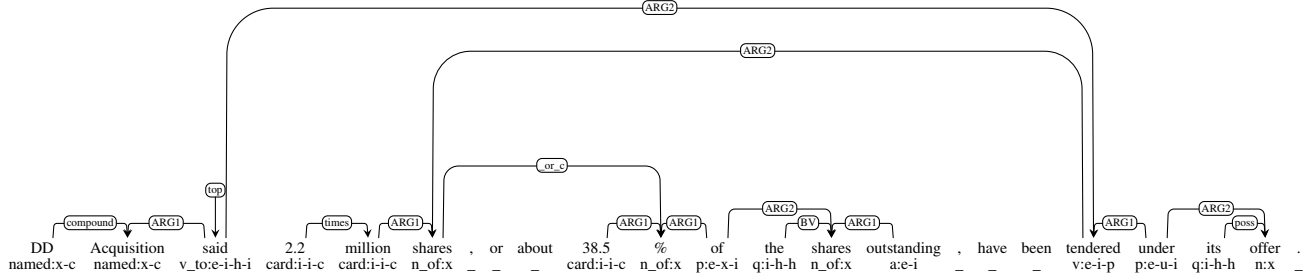 ARG2
ARG2
_or_c
top
ARG2 ARG2
compound ARG1 times ARG1 ARG1 ARG1 BV ARG1 ARG1 poss
DD Acquisition said 2.2 million shares , or about 38.5 % of the shares outstanding , have been tendered under its offer .
named:x-c named:x-c v_to:e-i-h-i card:i-i-c card:i-i-c n_of:x _ _ _ card:i-i-c n_of:x p:e-x-i q:i-h-h n_of:x a:e-i _ _ _ v:e-i-p p:e-u-i q:i-h-h n:x _